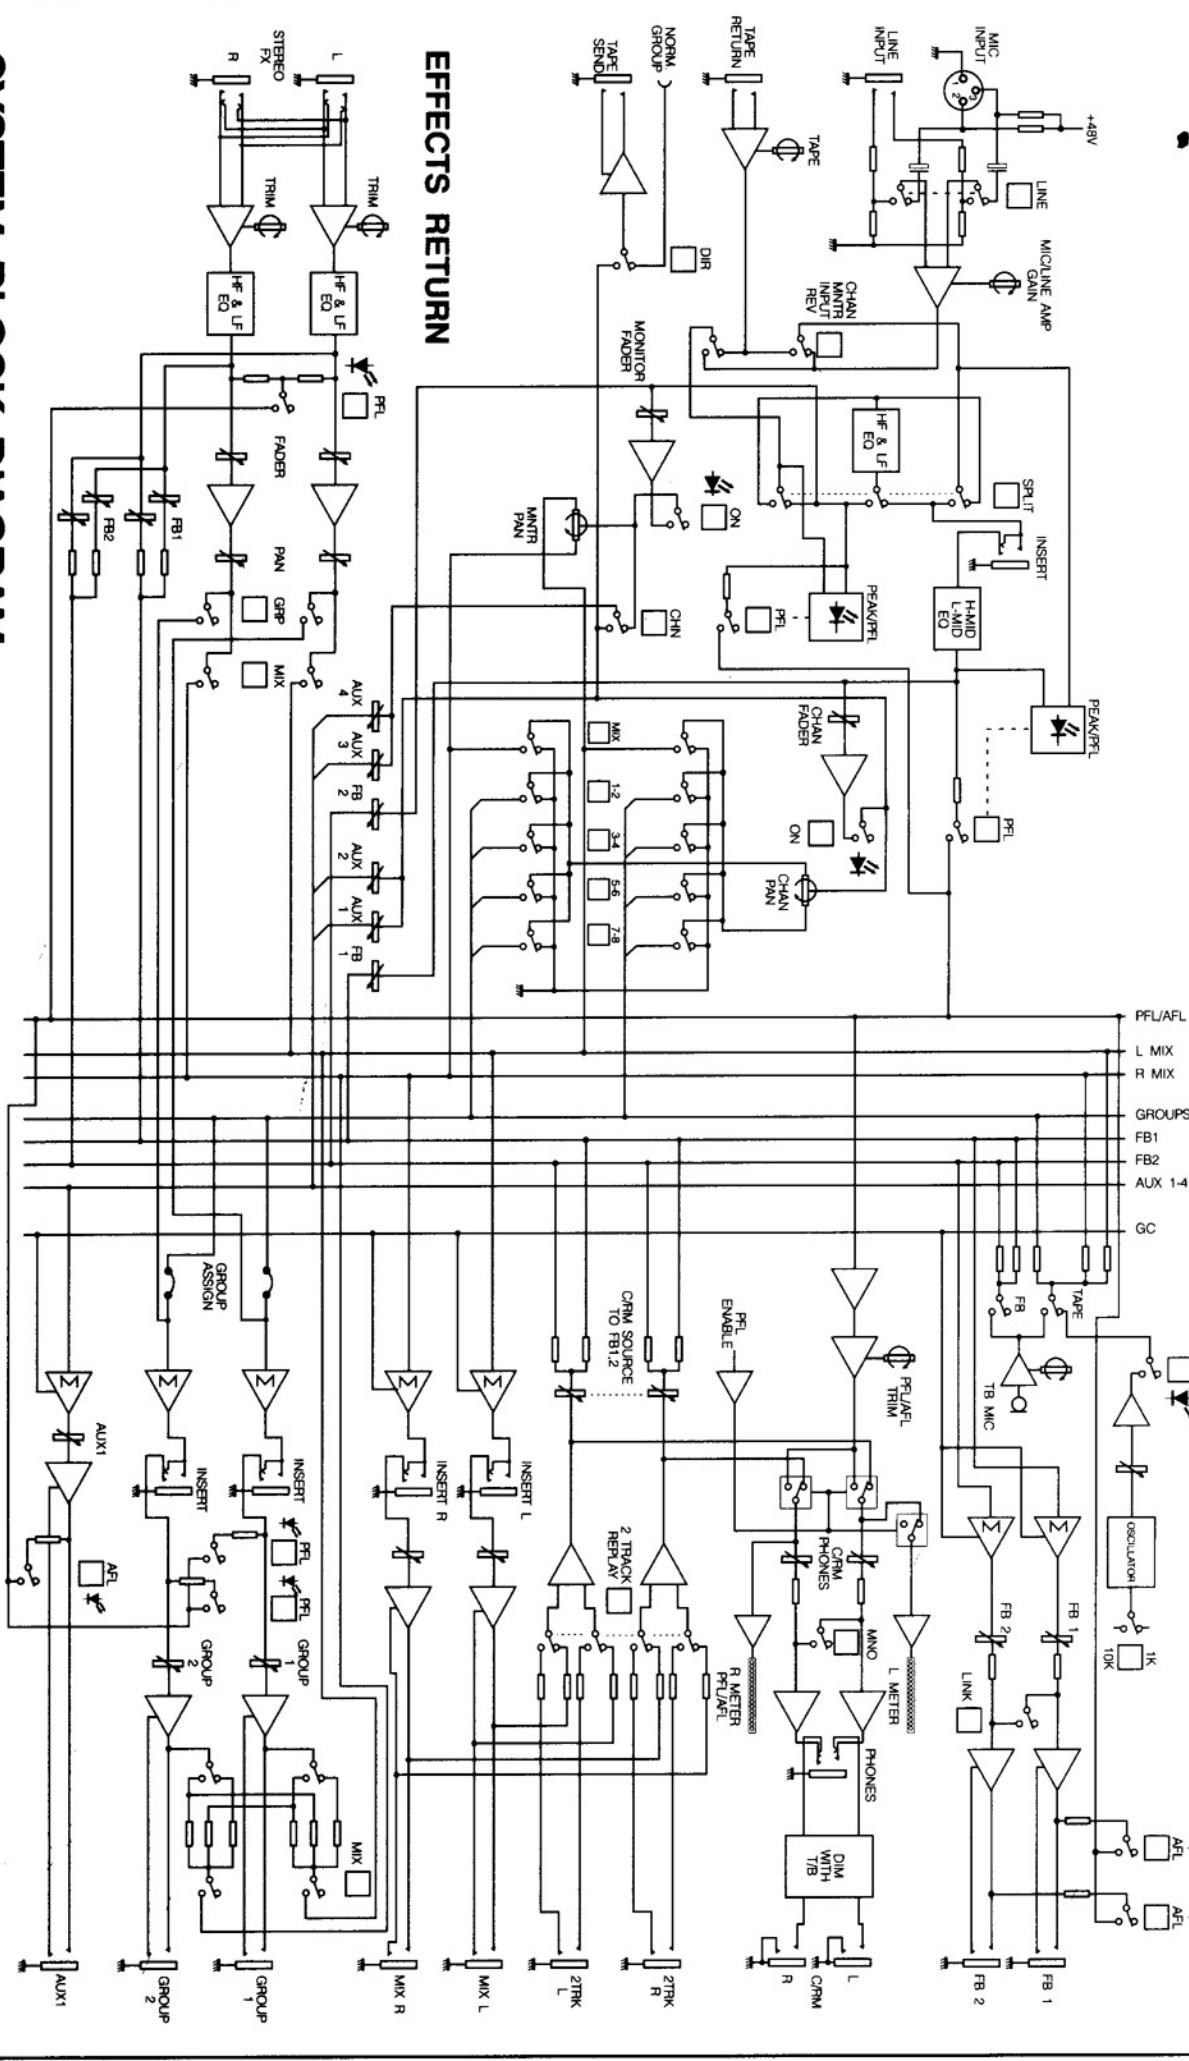 SYSTEM BLOCK DIAGRAM
EFFECTS RETURN
MIC
INPUT
1
2
3
+48V
LINE
INPUT
LINE
MIC/LINE AMP
GAIN
TAPE
RETURN
TAPE
NORM.
GROUP
TAPE
SEND
DIR
CHAN
MNTR
INPUT
REV
MONITOR
FADER
HF & LF
EQ
SPLIT
INSERT
H-MID
L-MID
EQ
PEAK/PFL
PFL
PEAK/PFL
PFL
ON
MNTR
PAN
CHN
CHAN
FADER
ON
CHAN
PAN
MIX
1-2
3-4
5-6
7-8
STEREO
FX
L
R
TRIM
TRIM
HF & LF
EQ
HF & LF
EQ
PFL
FADER
PAN
FB1
FB2
GRP
MIX
AUX
4
AUX
3
FB
2
AUX
2
AUX
1
FB
1
PFL/AFL
L MIX
R MIX
GROUPS
FB1
FB2
AUX 1-4
GC
TAPE
FB
TB MIC
OSCILLATOR
1K
10K
PFL/AFL
TRIM
PFL
ENABLE
C/RM SOURCE
TO FB1,2
GROUP
ASSIGN
Σ
Σ
Σ
Σ
Σ
Σ
Σ
FB 1
FB 2
LINK
AFL
AFL
C/RM
PHONES
MNO
L METER
R METER
PFL/AFL
PHONES
DIM
WITH
T/B
2 TRACK
REPLAY
INSERT L
INSERT R
INSERT
INSERT
PFL
PFL
GROUP
1
GROUP
2
MIX
AUX1
AFL
FB 1
FB 2
L
C/RM
R
2TRK
R
2TRK
L
MIX L
MIX R
GROUP
1
GROUP
2
AUX1